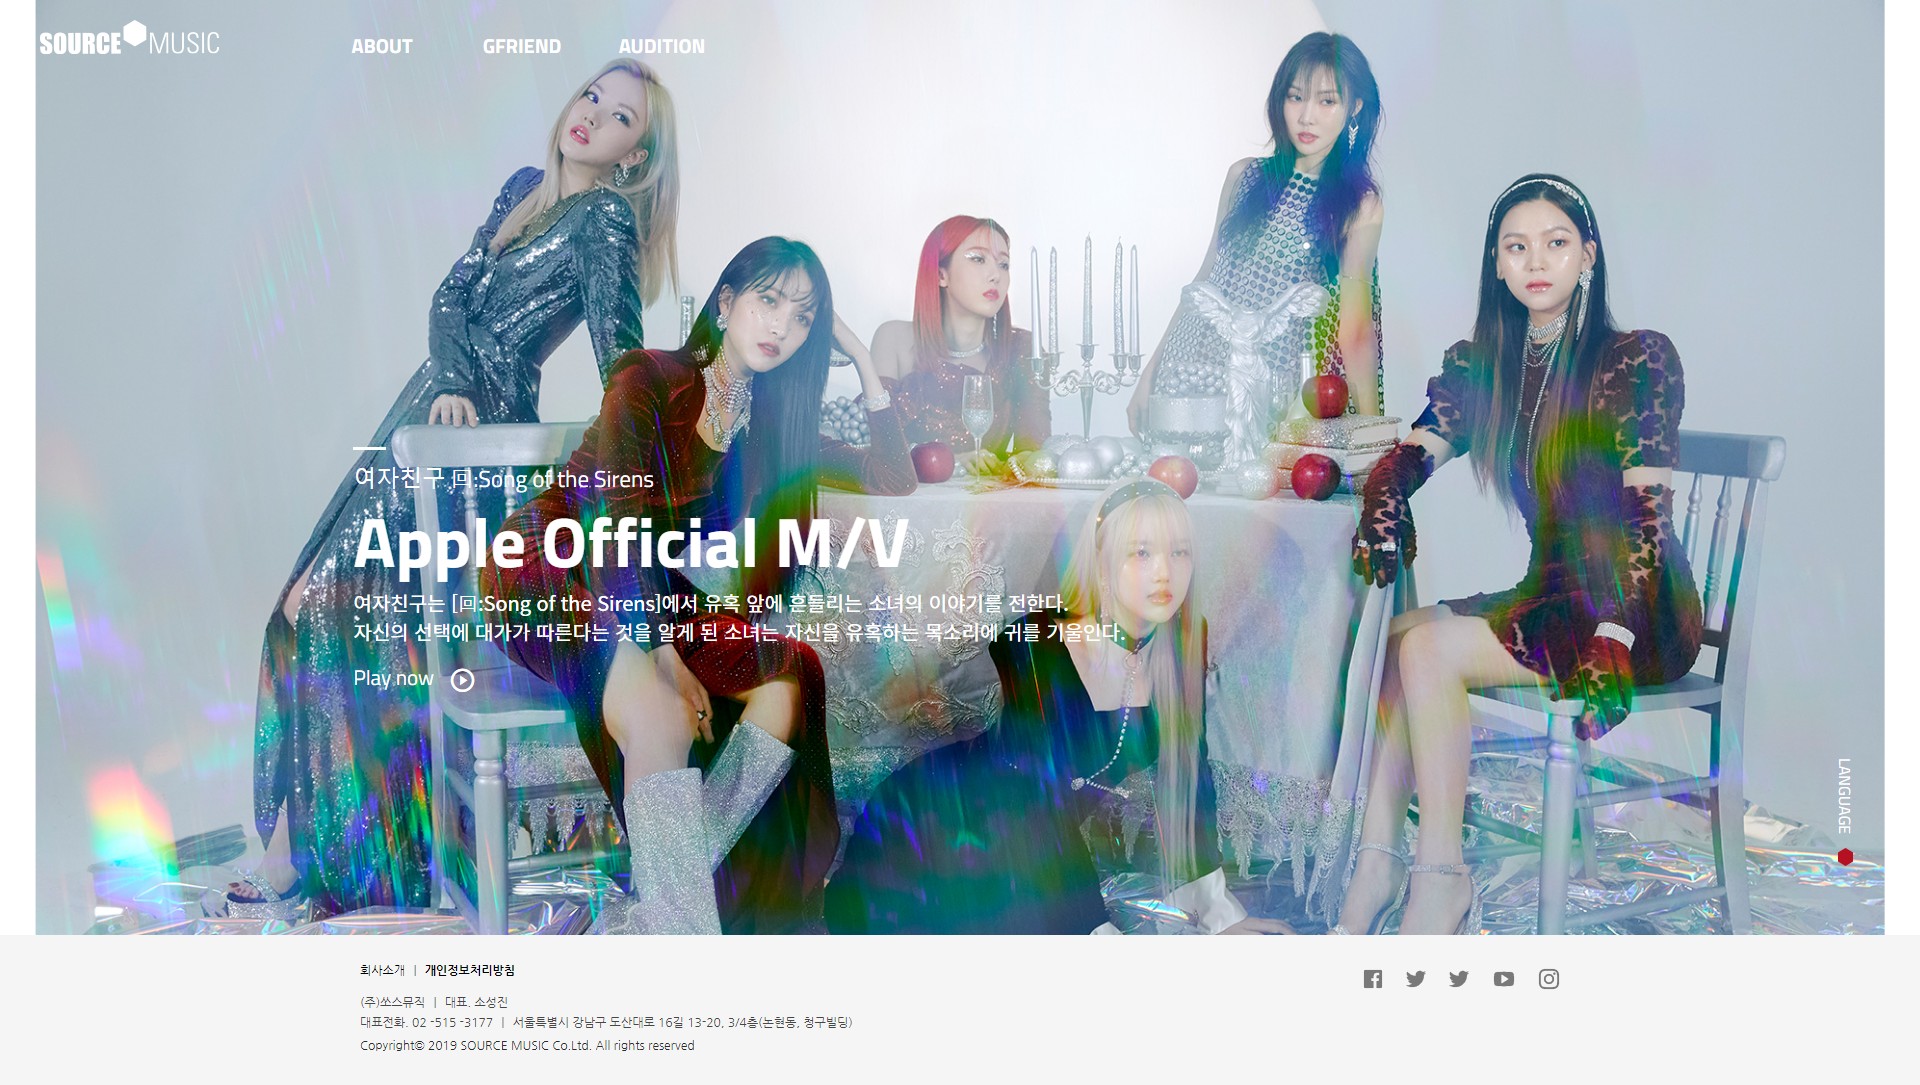 SOURCE MUSIC
ABOUT
GFRIEND
AUDITION
여자친구 回:Song of the Sirens
Apple Official M/V
여자친구는 [回:Song of the Sirens]에서 유혹 앞에 흔들리는 소녀의 이야기를 전한다.
자신의 선택에 대가가 따른다는 것을 알게 된 소녀는 자신을 유혹하는 목소리에 귀를 기울인다.
Play now
LANGUAGE
회사소개 | 개인정보처리방침
(주)쏘스뮤직 | 대표. 소성진
대표전화. 02 -515 -3177 | 서울특별시 강남구 도산대로 16길 13-20, 3/4층(논현동, 청구빌딩)
Copyright© 2019 SOURCE MUSIC Co.Ltd. All rights reserved